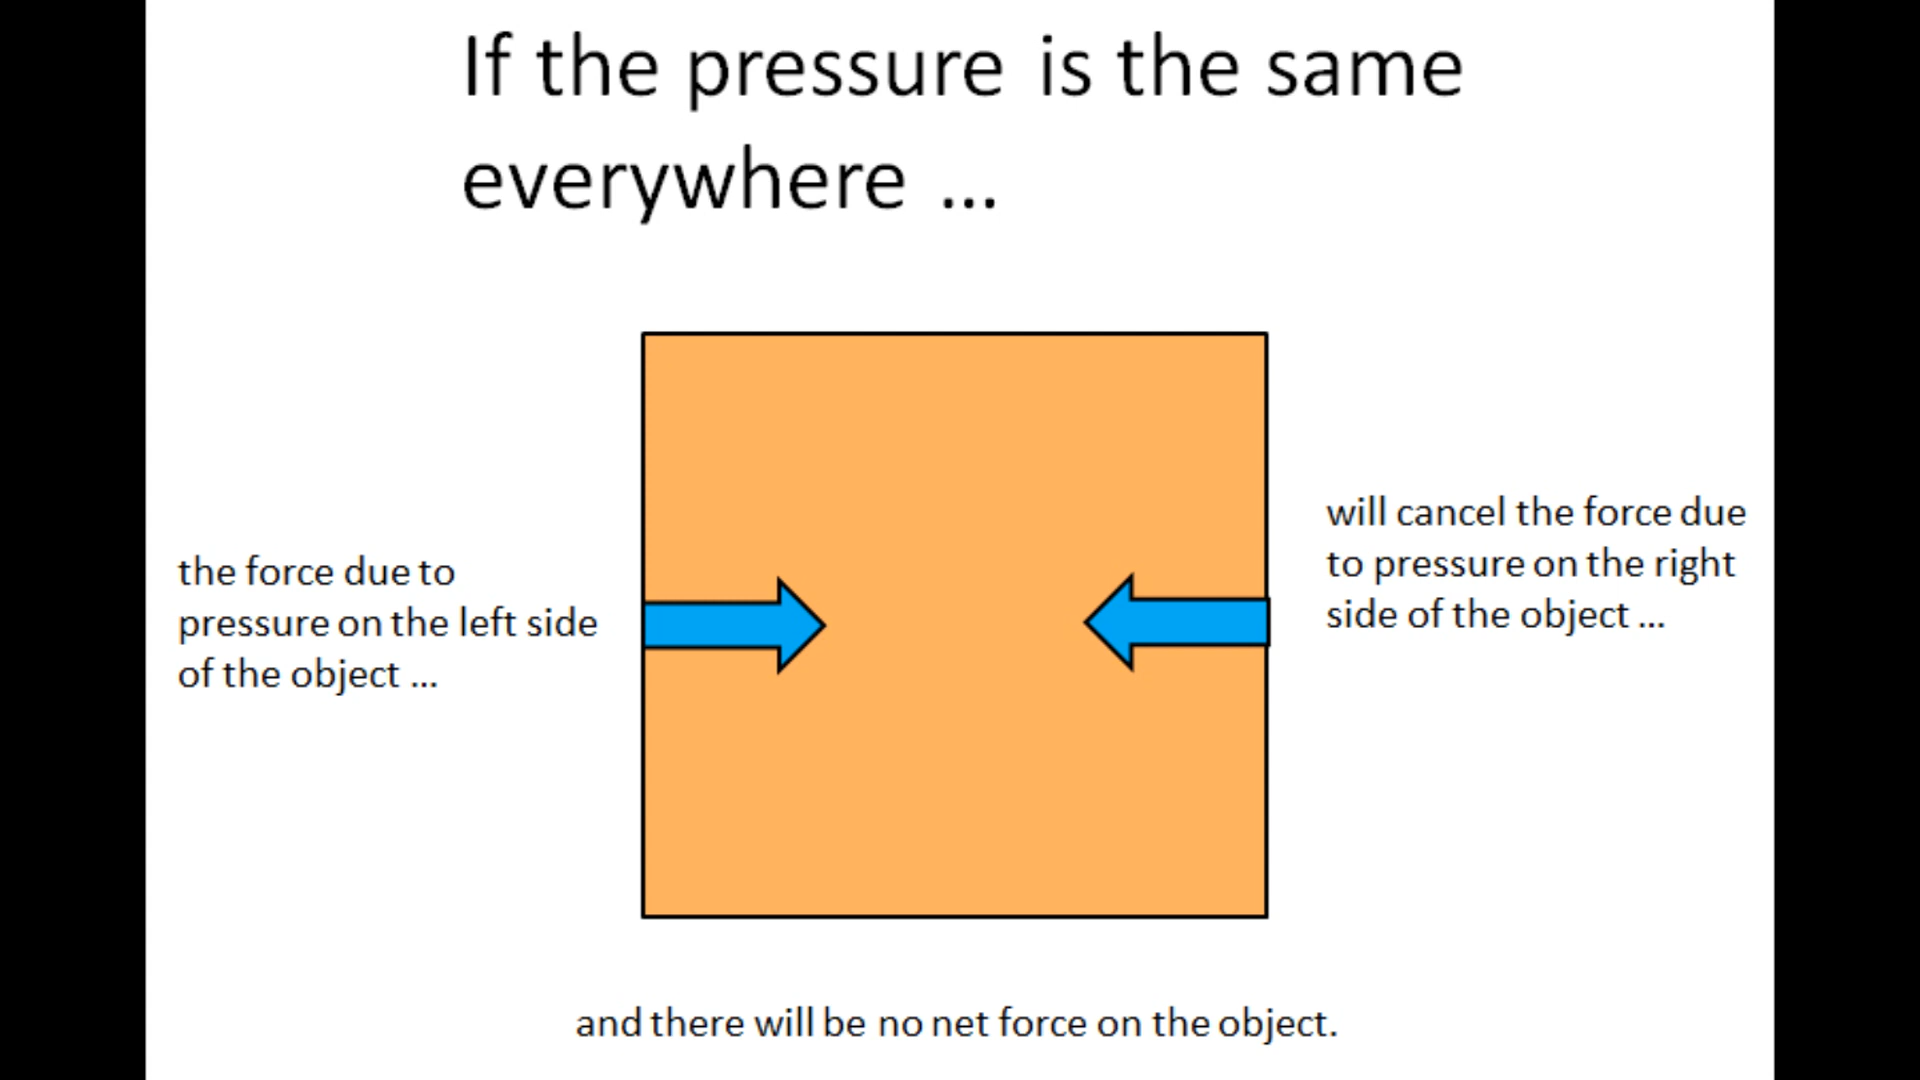 If the pressure is the same
everywhere ...
the force due to
pressure on the left side
of the object ...
will cancel the force due
to pressure on the right
side of the object ...
and there will be no net force on the object.